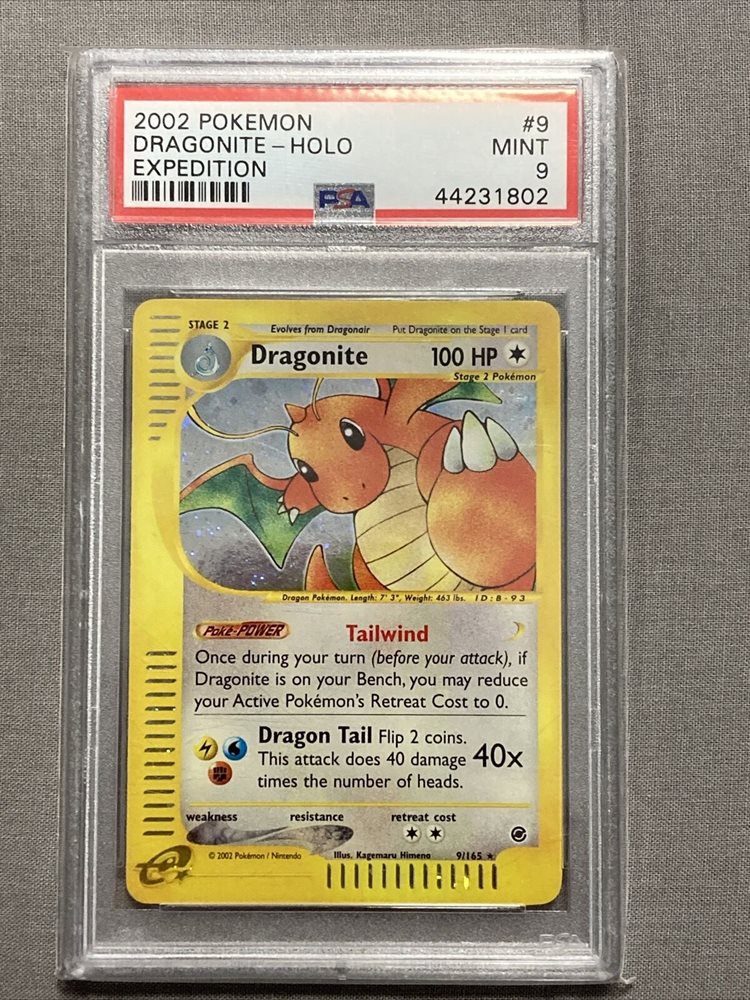 2002 POKEMON #9
DRAGONITE - HOLO MINT
EXPEDITION 9
PSA 44231802
STAGE 2 Evolves from Dragonair Put Dragonite on the Stage 1 card
Dragonite 100 HP
Stage 2 Pokémon
Dragon Pokémon. Length: 7' 3", Weight: 463 lbs. ID: B-93
Poké-POWER Tailwind
Once during your turn (before your attack), if
Dragonite is on your Bench, you may reduce
your Active Pokémon's Retreat Cost to 0.
Dragon Tail Flip 2 coins.
This attack does 40 damage 40x
times the number of heads.
weakness resistance retreat cost
© 2002 Pokémon / Nintendo Illus. Kagemaru Himeno 9/165 ★
e
PSA